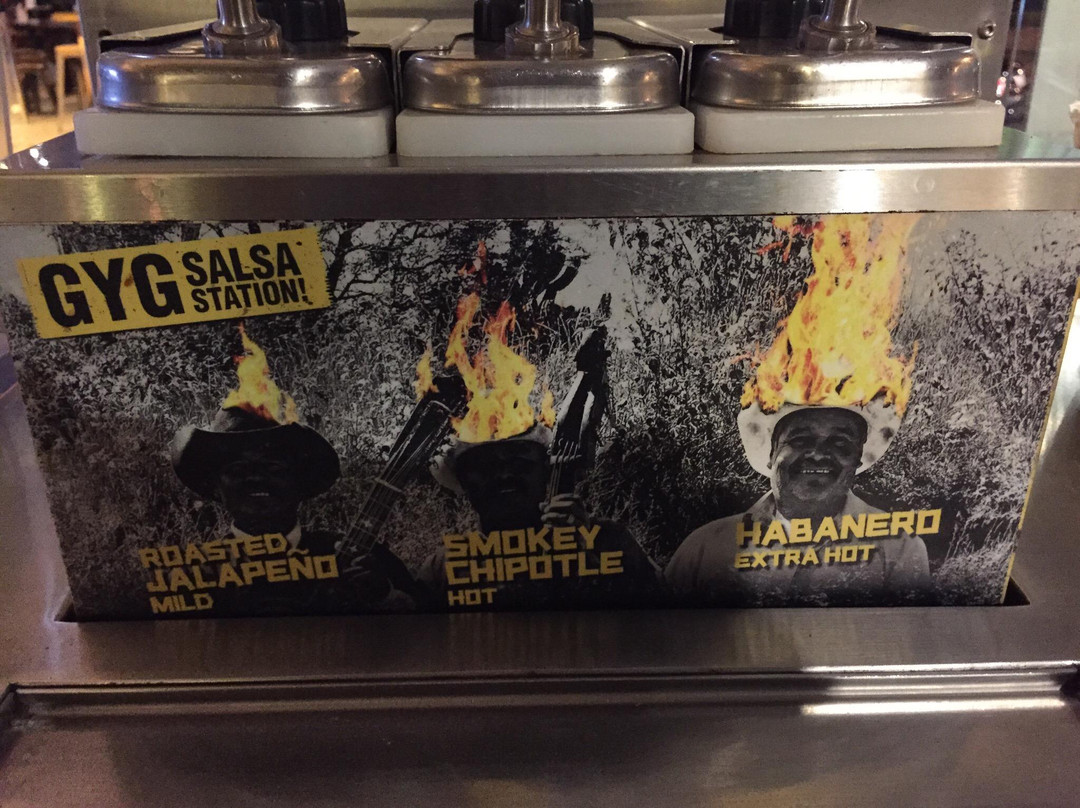 GYG SALSA
STATION!
ROASTED
JALAPEÑO
MILD
SMOKEY
CHIPOTLE
HOT
HABANERO
EXTRA HOT